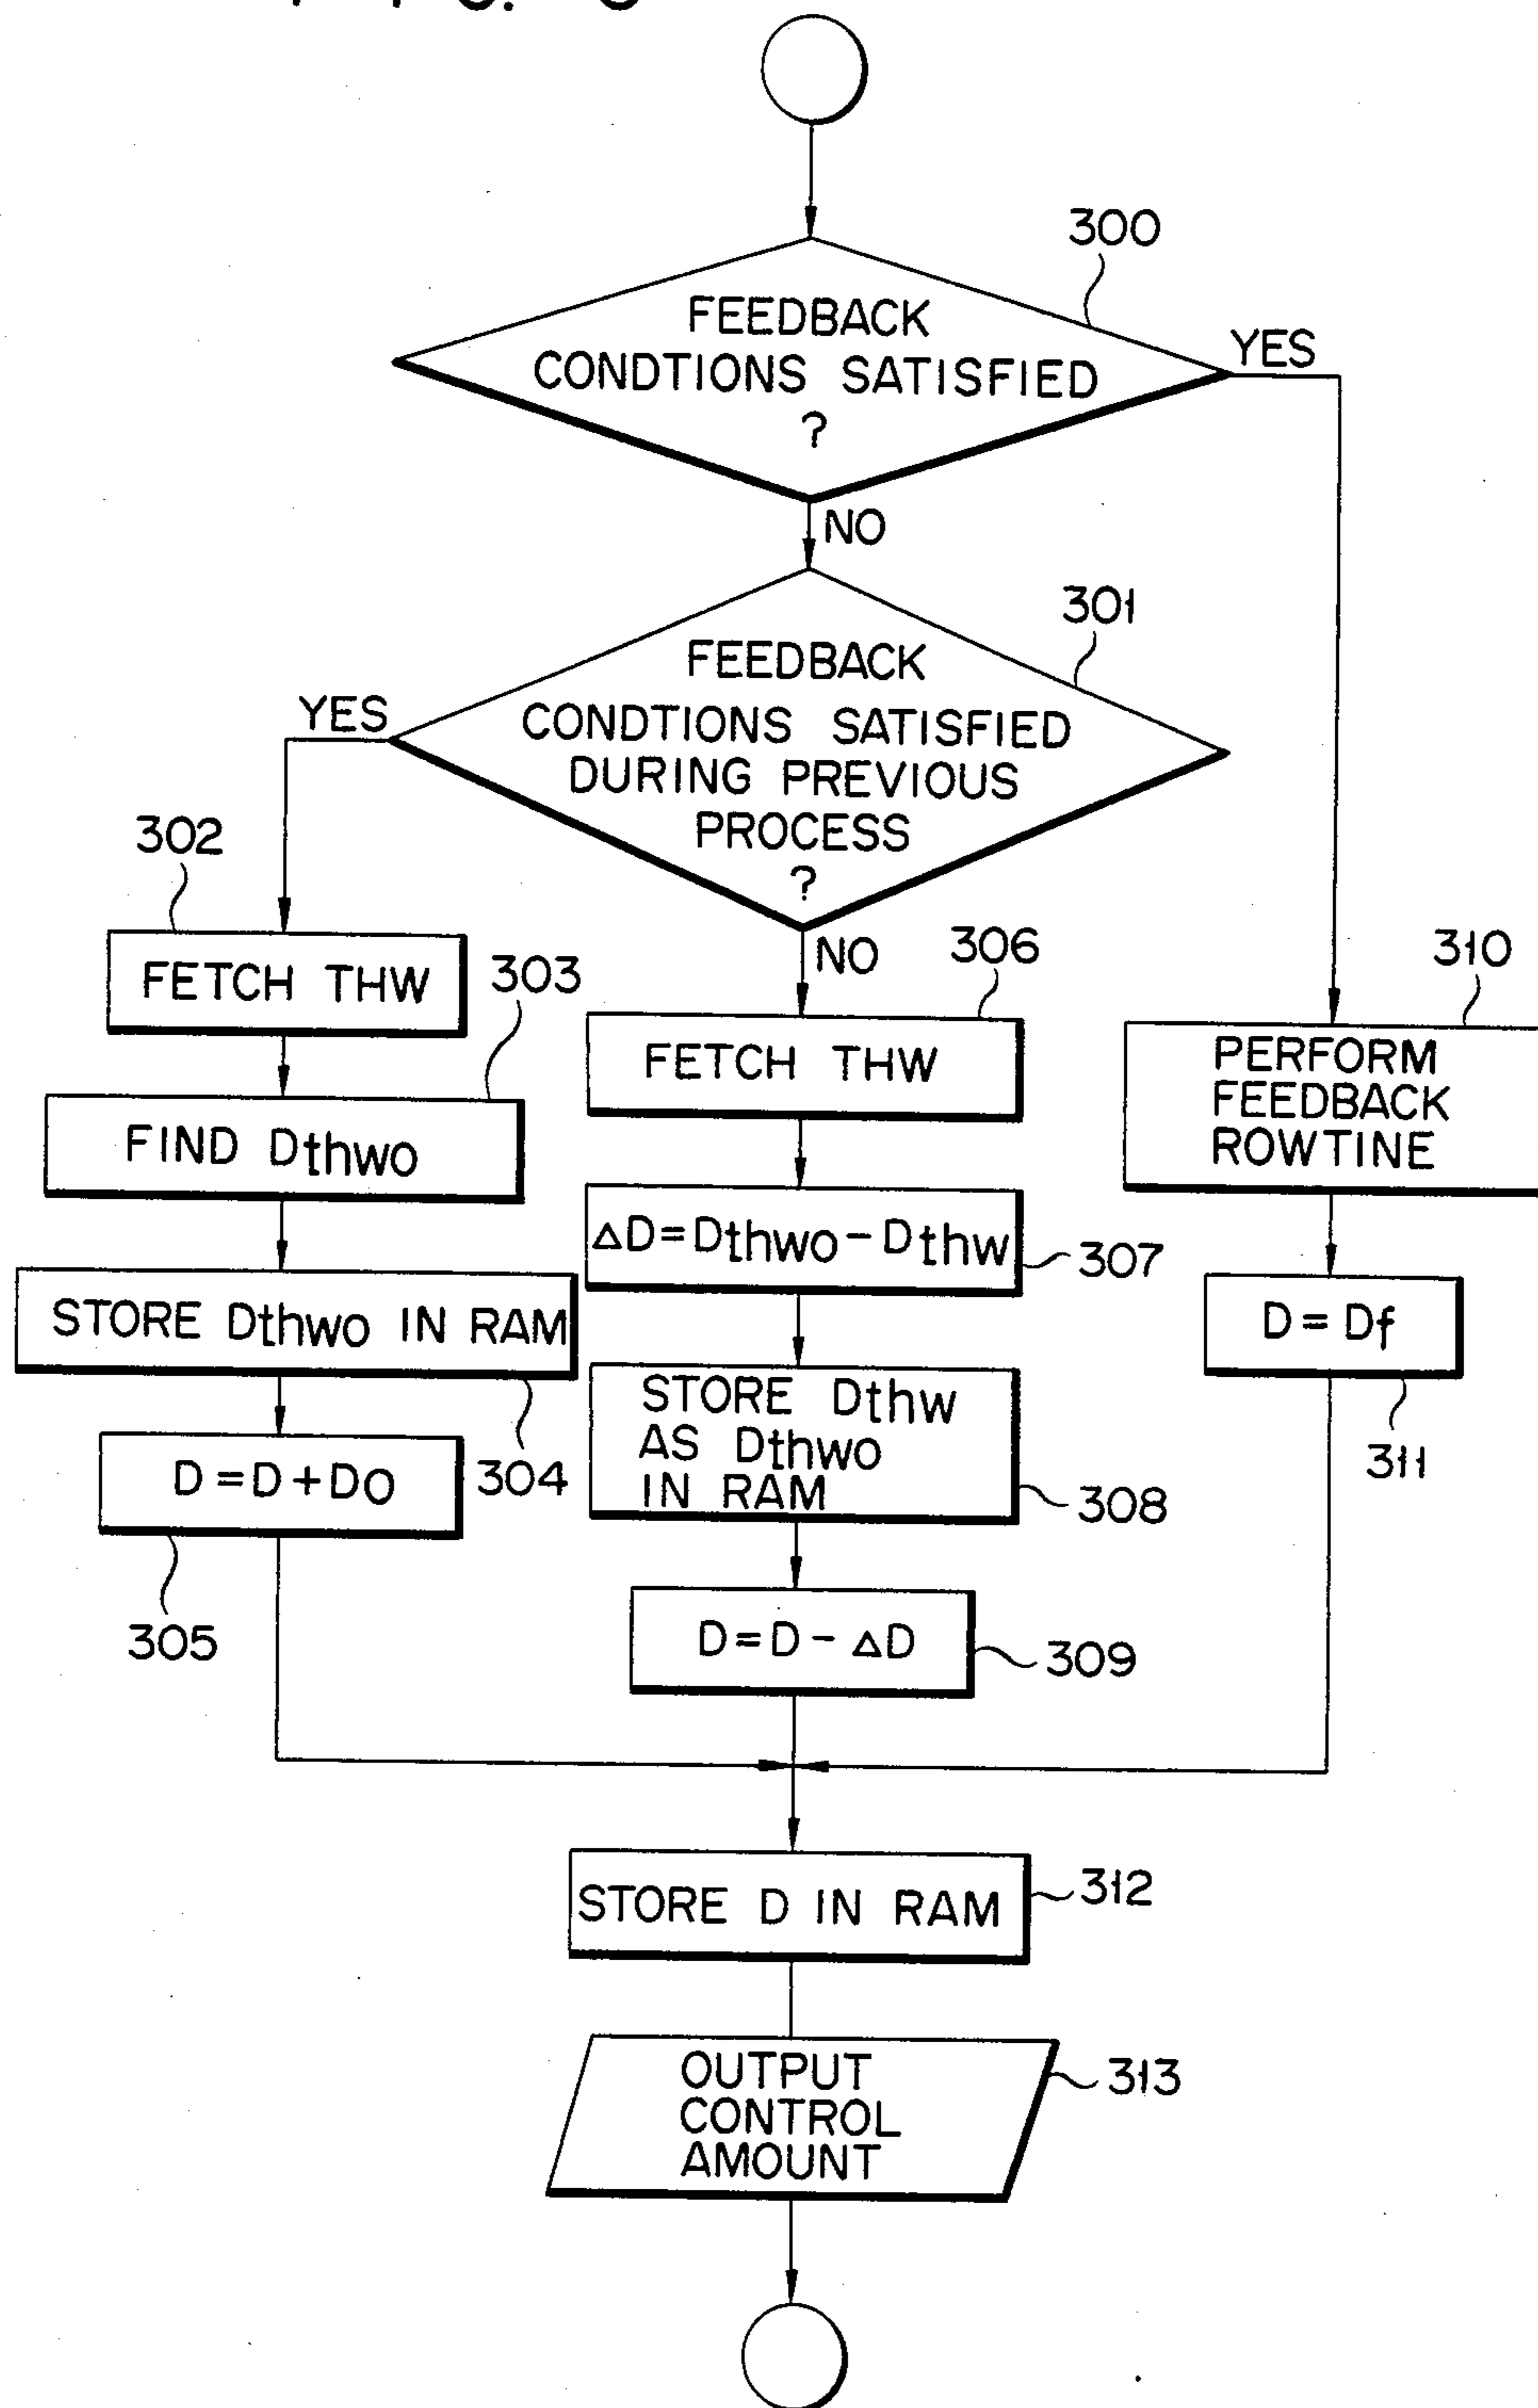 300
FEEDBACK
CONDTIONS SATISFIED
?
YES
NO
301
FEEDBACK
CONDTIONS SATISFIED
DURING PREVIOUS
PROCESS
?
YES
NO
302
FETCH THW
303
FIND Dthwo
STORE Dthwo IN RAM
304
D=D+Do
305
306
FETCH THW
ΔD=Dthwo-Dthw
307
STORE Dthw
AS Dthwo
IN RAM
308
D=D-ΔD
309
310
PERFORM
FEEDBACK
ROWTINE
D=Df
311
STORE D IN RAM
312
OUTPUT
CONTROL
AMOUNT
313